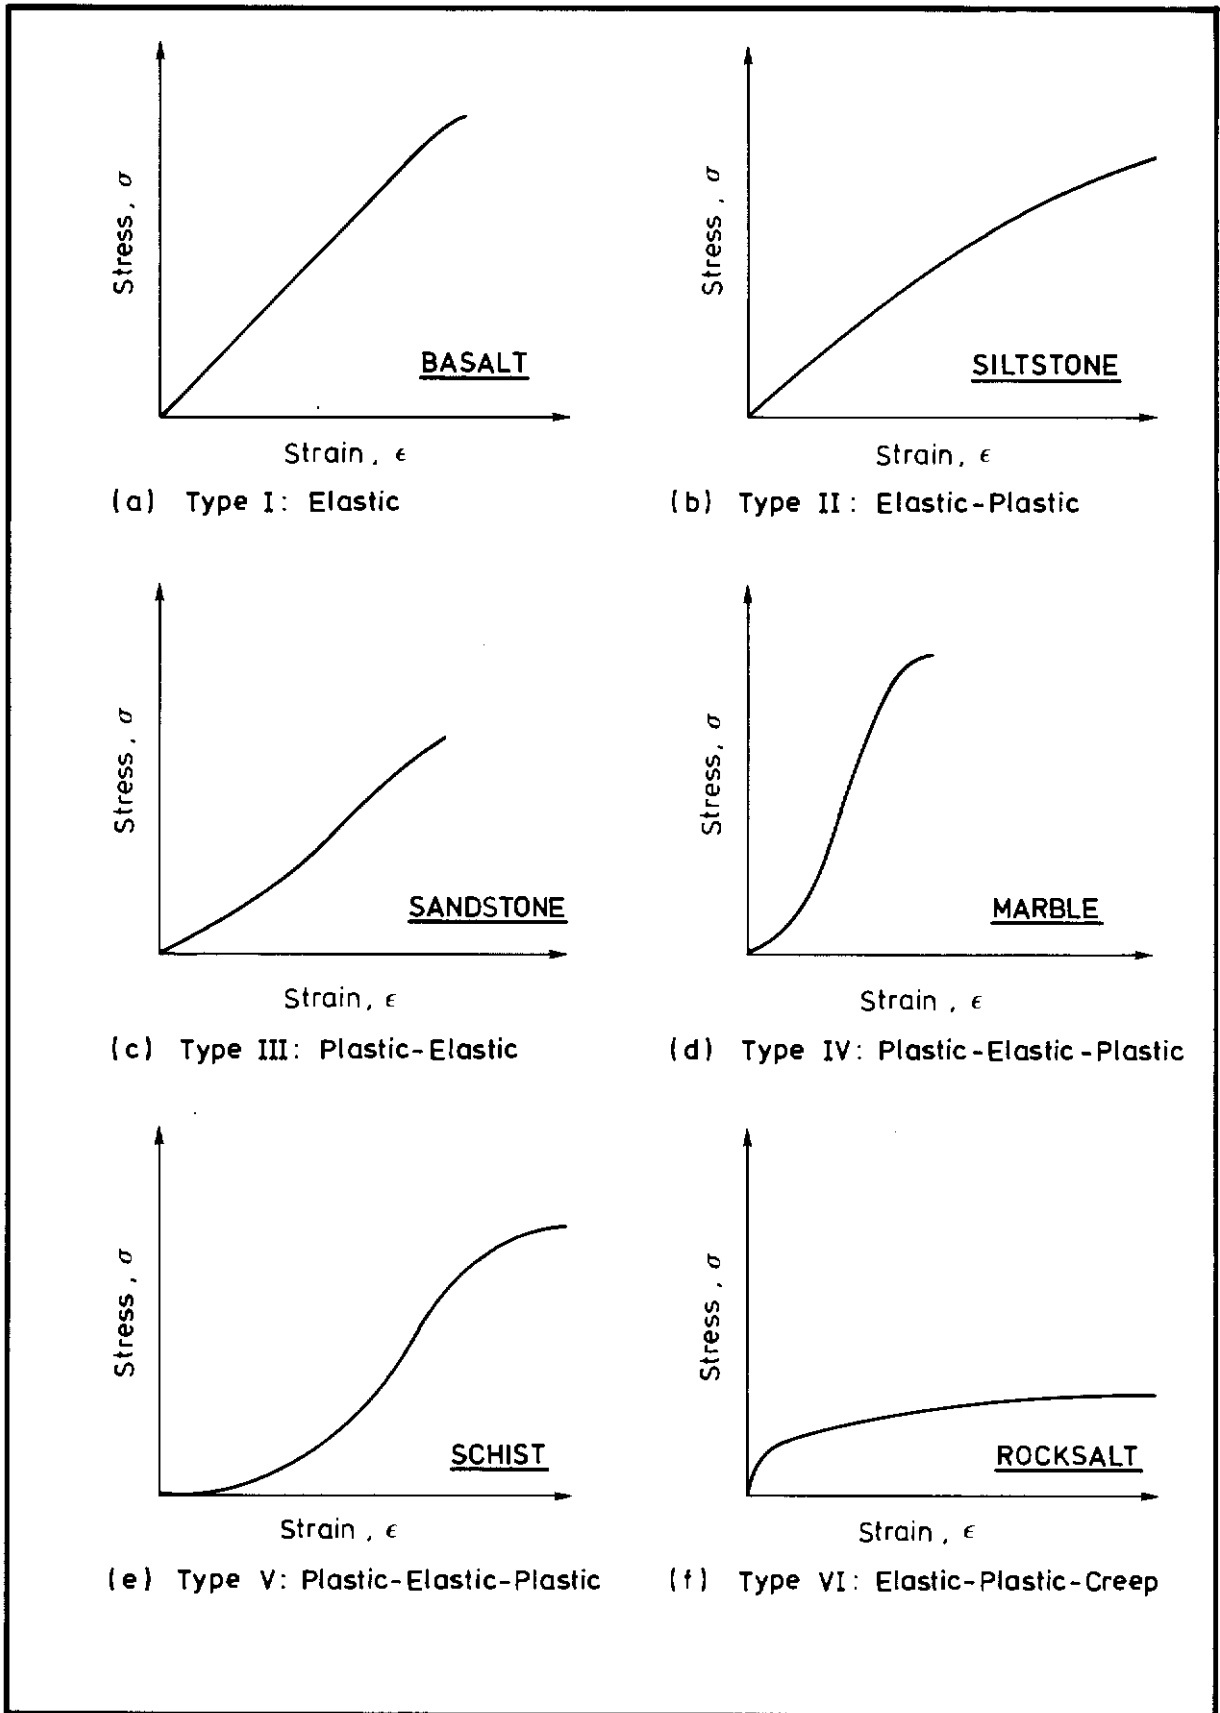 Stress, σ
BASALT
Strain, ϵ
(a) Type I: Elastic
Stress, σ
SILTSTONE
Strain, ϵ
(b) Type II: Elastic-Plastic
Stress, σ
SANDSTONE
Strain, ϵ
(c) Type III: Plastic-Elastic
Stress, σ
MARBLE
Strain, ϵ
(d) Type IV: Plastic-Elastic-Plastic
Stress, σ
SCHIST
Strain, ϵ
(e) Type V: Plastic-Elastic-Plastic
Stress, σ
ROCKSALT
Strain, ϵ
(f) Type VI: Elastic-Plastic-Creep